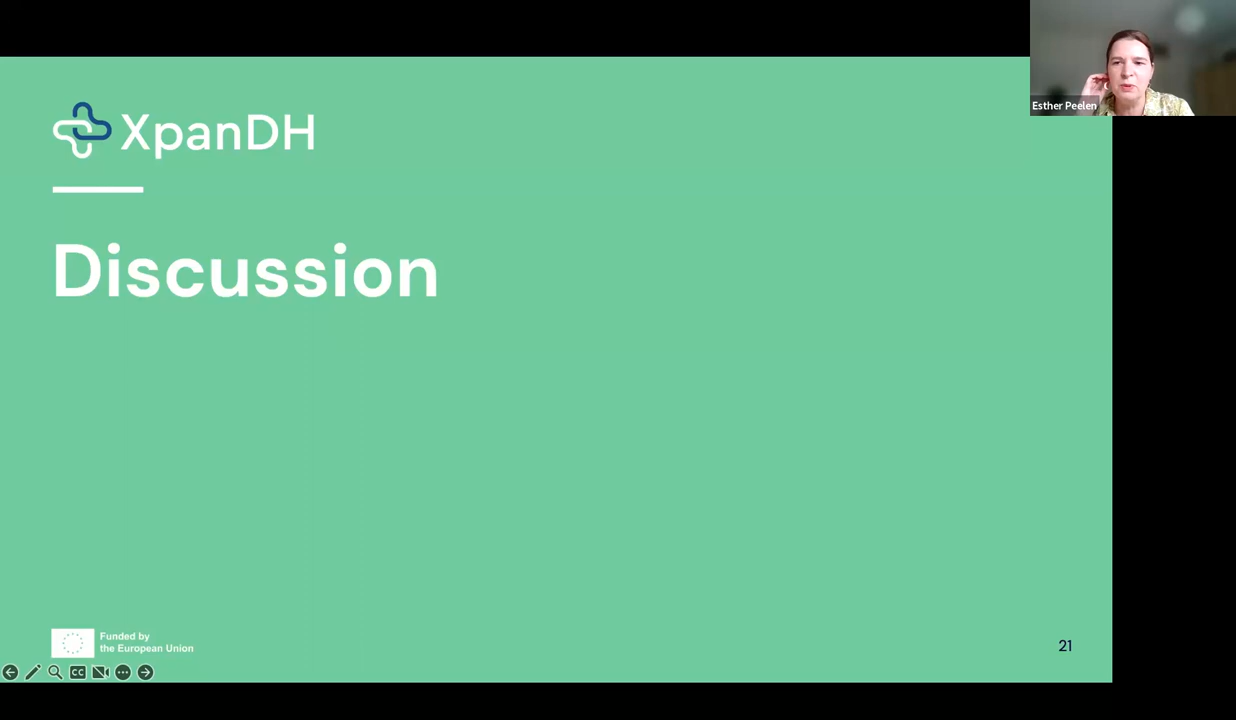 XpanDH
Esther Peelen
Discussion
Funded by
the European Union
21
CC